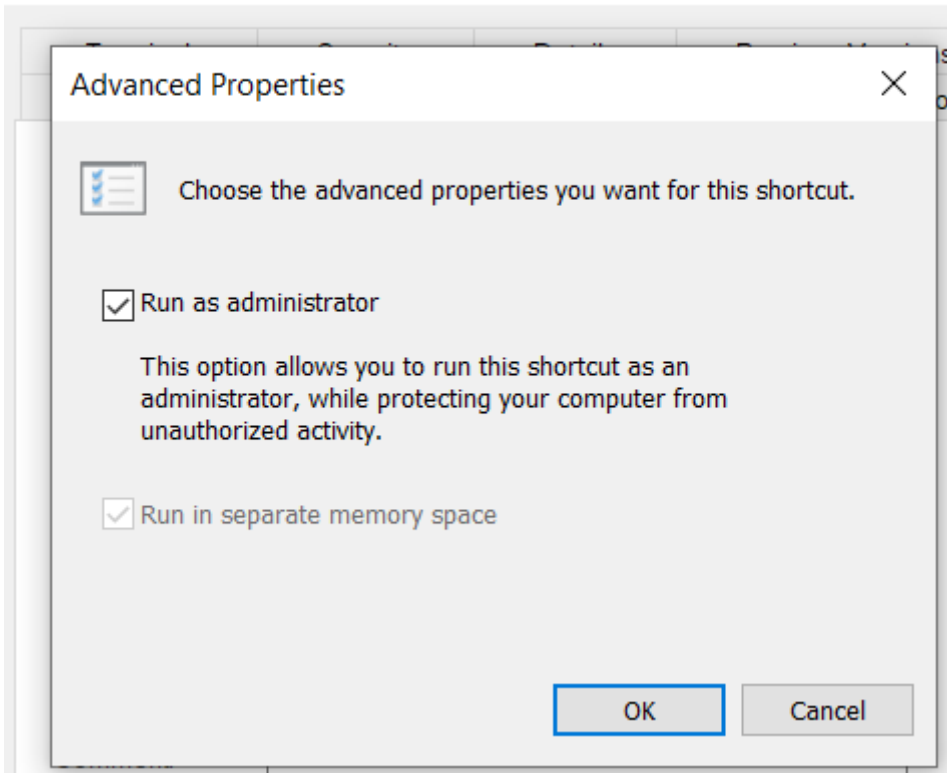 Advanced Properties
Choose the advanced properties you want for this shortcut.
Run as administrator
This option allows you to run this shortcut as an
administrator, while protecting your computer from
unauthorized activity.
Run in separate memory space
OK Cancel